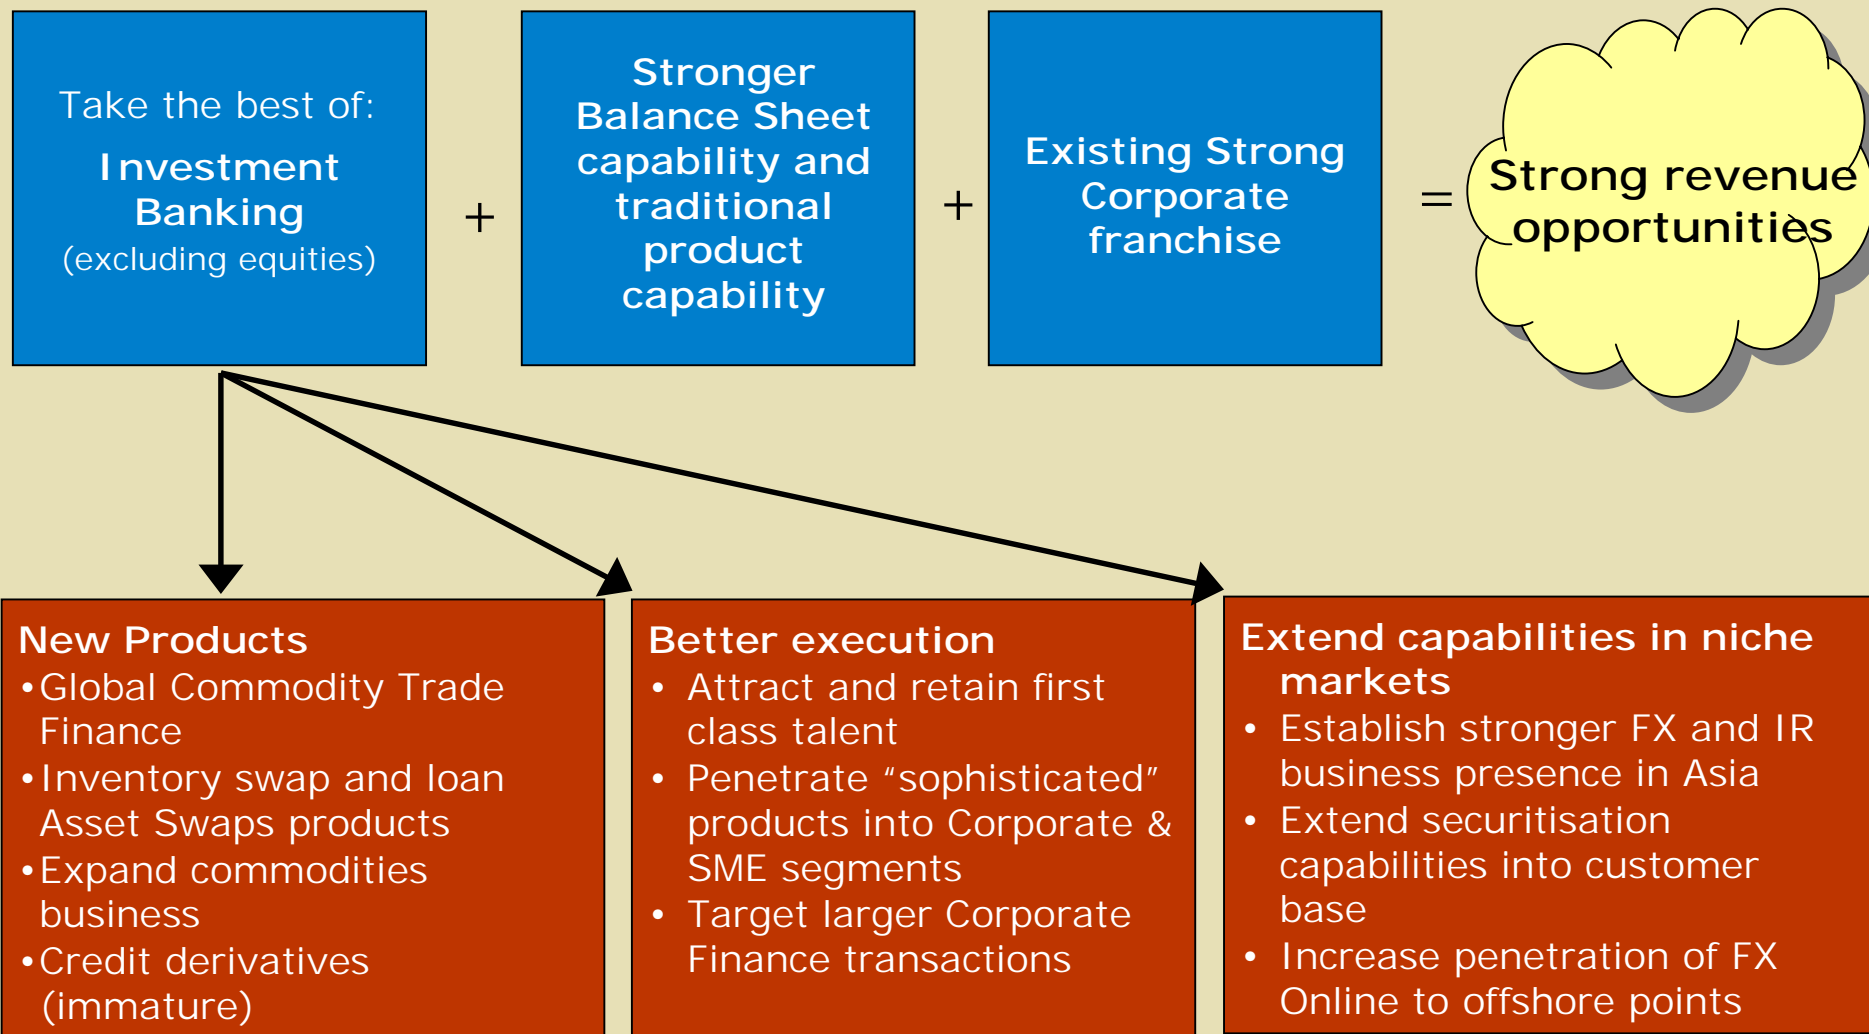 Take the best of:
Investment
Banking
(excluding equities)
+
Stronger
Balance Sheet
capability and
traditional
product
capability
+
Existing Strong
Corporate
franchise
=
Strong revenue
opportunities
New Products
•Global Commodity Trade
Finance
•Inventory swap and loan
Asset Swaps products
•Expand commodities
business
•Credit derivatives
(immature)
Better execution
• Attract and retain first
class talent
• Penetrate “sophisticated”
products into Corporate &
SME segments
• Target larger Corporate
Finance transactions
Extend capabilities in niche
markets
• Establish stronger FX and IR
business presence in Asia
• Extend securitisation
capabilities into customer
base
• Increase penetration of FX
Online to offshore points